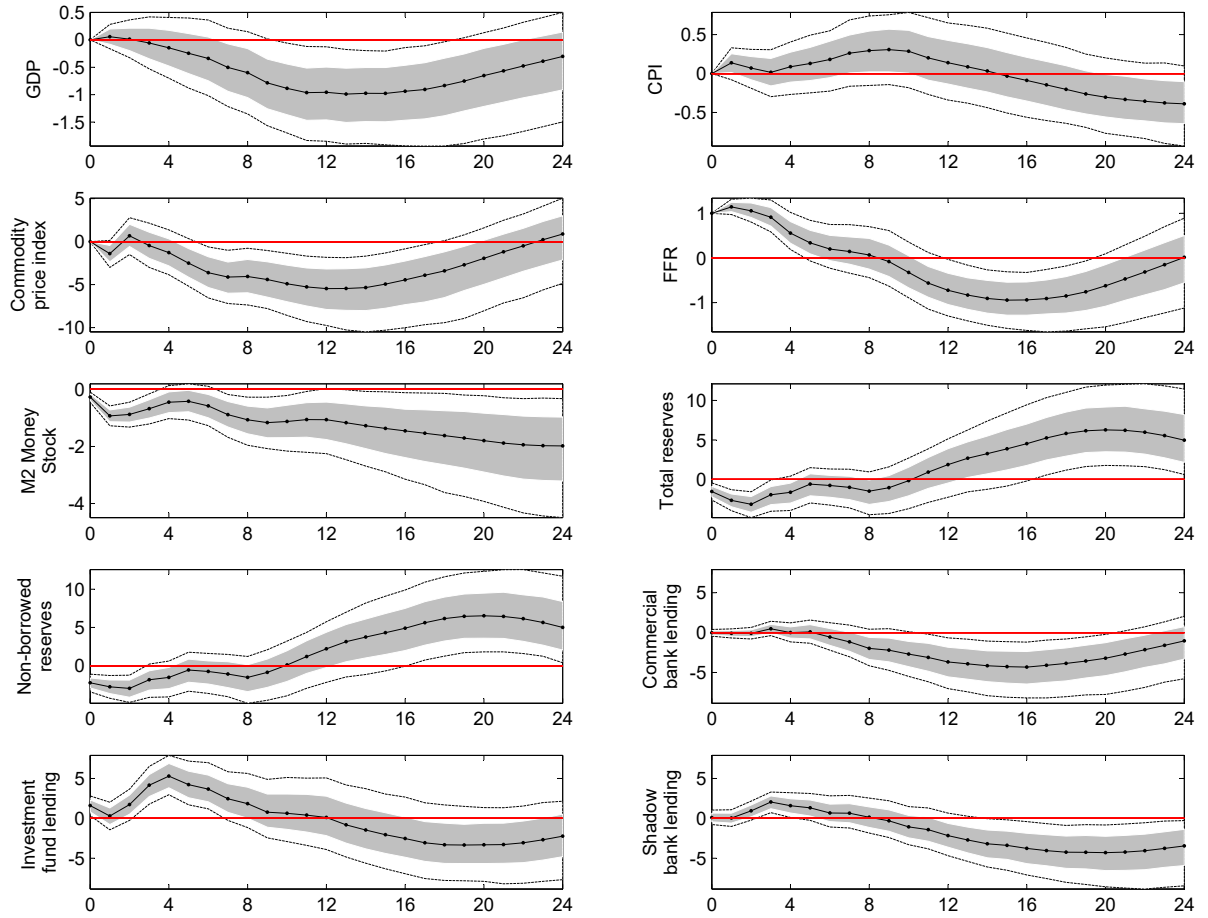 0.5
0
-0.5
-1
-1.5
GDP
0 4 8 12 16 20 24
0.5
0
-0.5
CPI
0 4 8 12 16 20 24
5
0
-5
-10
Commodity
price index
0 4 8 12 16 20 24
1
0
-1
FFR
0 4 8 12 16 20 24
0
-2
-4
M2 Money
Stock
0 4 8 12 16 20 24
10
5
0
Total reserves
0 4 8 12 16 20 24
10
5
0
Non-borrowed
reserves
0 4 8 12 16 20 24
5
0
-5
Commercial
bank lending
0 4 8 12 16 20 24
5
0
-5
Investment
fund lending
0 4 8 12 16 20 24
5
0
-5
Shadow
bank lending
0 4 8 12 16 20 24